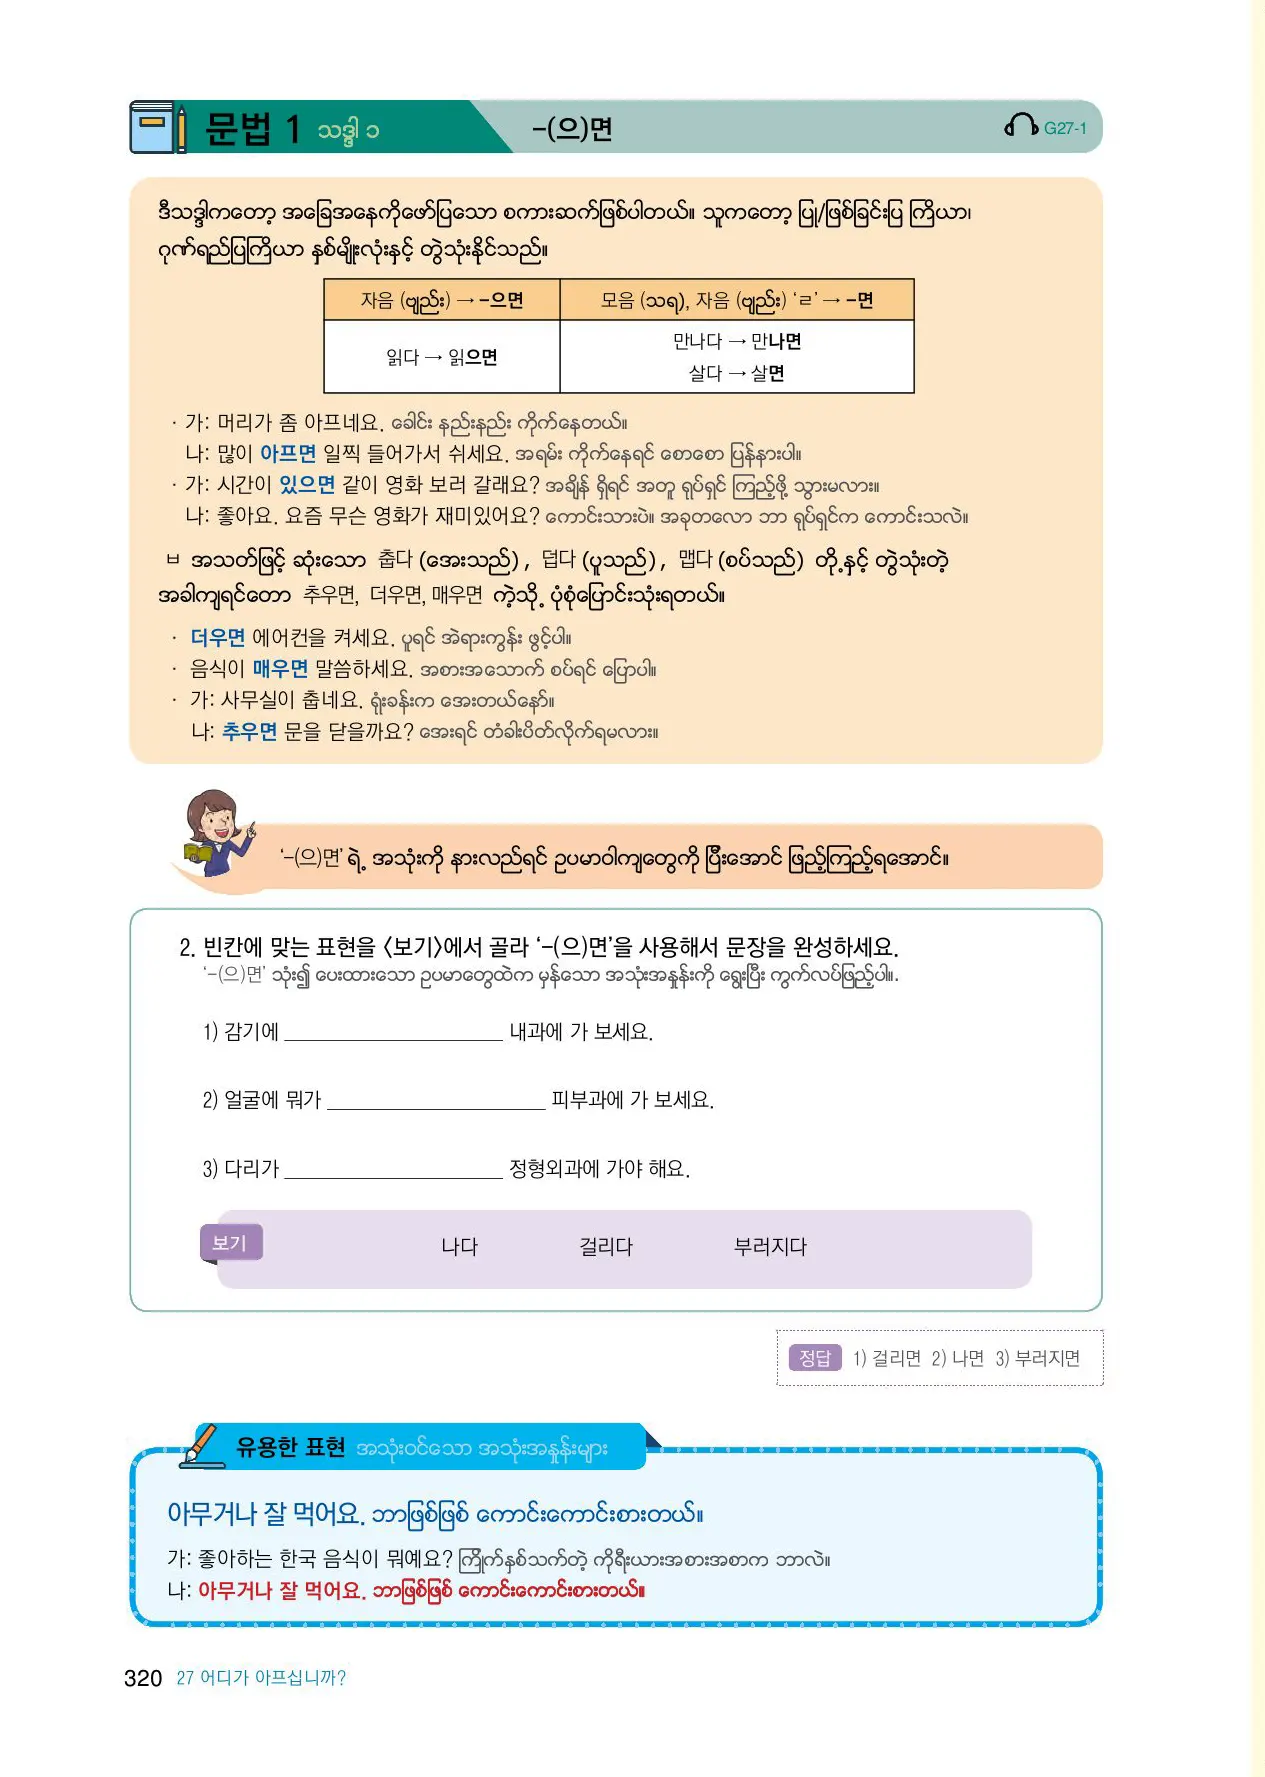 문법 1 သဒ္ဒါ ၁
-(으)면
G27-1
ဒီသဒ္ဒါကတော့ အခြေအနေကိုဖော်ပြသော စကားဆက်ဖြစ်ပါတယ်။ သူကတော့ ပြု/ဖြစ်ခြင်းပြ ကြိယာ၊
ဂုဏ်ရည်ပြကြိယာ နှစ်မျိုးလုံးနှင့် တွဲသုံးနိုင်သည်။
자음 (ဗျည်း) → -으면
모음 (သရ), 자음 (ဗျည်း) ‘ㄹ’ → -면
읽다 → 읽으면
만나다 → 만나면
살다 → 살면
· 가: 머리가 좀 아프네요. ခေါင်း နည်းနည်း ကိုက်နေတယ်။
나: 많이 아프면 일찍 들어가서 쉬세요. အရမ်း ကိုက်နေရင် စောစော ပြန်နားပါ။
· 가: 시간이 있으면 같이 영화 보러 갈래요? အချိန် ရှိရင် အတူ ရုပ်ရှင် ကြည့်ဖို့ သွားမလား။
나: 좋아요. 요즘 무슨 영화가 재미있어요? ကောင်းသားပဲ။ အခုတလော ဘာ ရုပ်ရှင်က ကောင်းသလဲ။
ㅂ အသတ်ဖြင့် ဆုံးသော 춥다 (အေးသည်) , 덥다 (ပူသည်) , 맵다 (စပ်သည်) တို့နှင့် တွဲသုံးတဲ့
အခါကျရင်တော 추우면, 더우면, 매우면 ကဲ့သို့ ပုံစံပြောင်းသုံးရတယ်။
· 더우면 에어컨을 켜세요. ပူရင် အဲရားကွန်း ဖွင့်ပါ။
· 음식이 매우면 말씀하세요. အစားအသောက် စပ်ရင် ပြောပါ။
· 가: 사무실이 춥네요. ရုံးခန်းက အေးတယ်နော်။
나: 추우면 문을 닫을까요? အေးရင် တံခါးပိတ်လိုက်ရမလား။
‘-(으)면’ ရဲ့ အသုံးကို နားလည်ရင် ဥပမာဝါကျတွေကို ပြီးအောင် ဖြည့်ကြည့်ရအောင်။
2. 빈칸에 맞는 표현을 〈보기〉에서 골라 ‘-(으)면’을 사용해서 문장을 완성하세요.
‘-(으)면’ သုံး၍ ပေးထားသော ဥပမာတွေထဲက မှန်သော အသုံးအနှုန်းကို ရွေးပြီး ကွက်လပ်ဖြည့်ပါ။.
1) 감기에 ____________________ 내과에 가 보세요.
2) 얼굴에 뭐가 ____________________ 피부과에 가 보세요.
3) 다리가 ____________________ 정형외과에 가야 해요.
보기 나다 걸리다 부러지다
정답 1) 걸리면 2) 나면 3) 부러지면
유용한 표현 အသုံးဝင်သော အသုံးအနှုန်းများ
아무거나 잘 먹어요. ဘာဖြစ်ဖြစ် ကောင်းကောင်းစားတယ်။
가: 좋아하는 한국 음식이 뭐예요? ကြိုက်နှစ်သက်တဲ့ ကိုရီးယားအစားအစာက ဘာလဲ။
나: 아무거나 잘 먹어요. ဘာဖြစ်ဖြစ် ကောင်းကောင်းစားတယ်။
320 27 어디가 아프십니까?